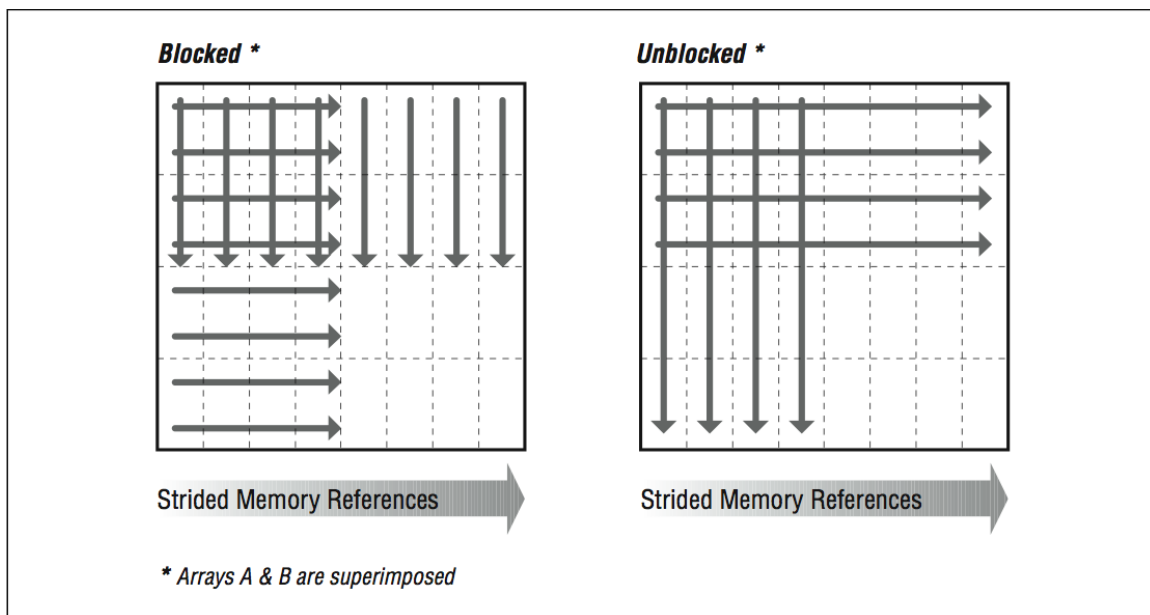 Blocked *
Unblocked *
Strided Memory References
Strided Memory References
* Arrays A & B are superimposed